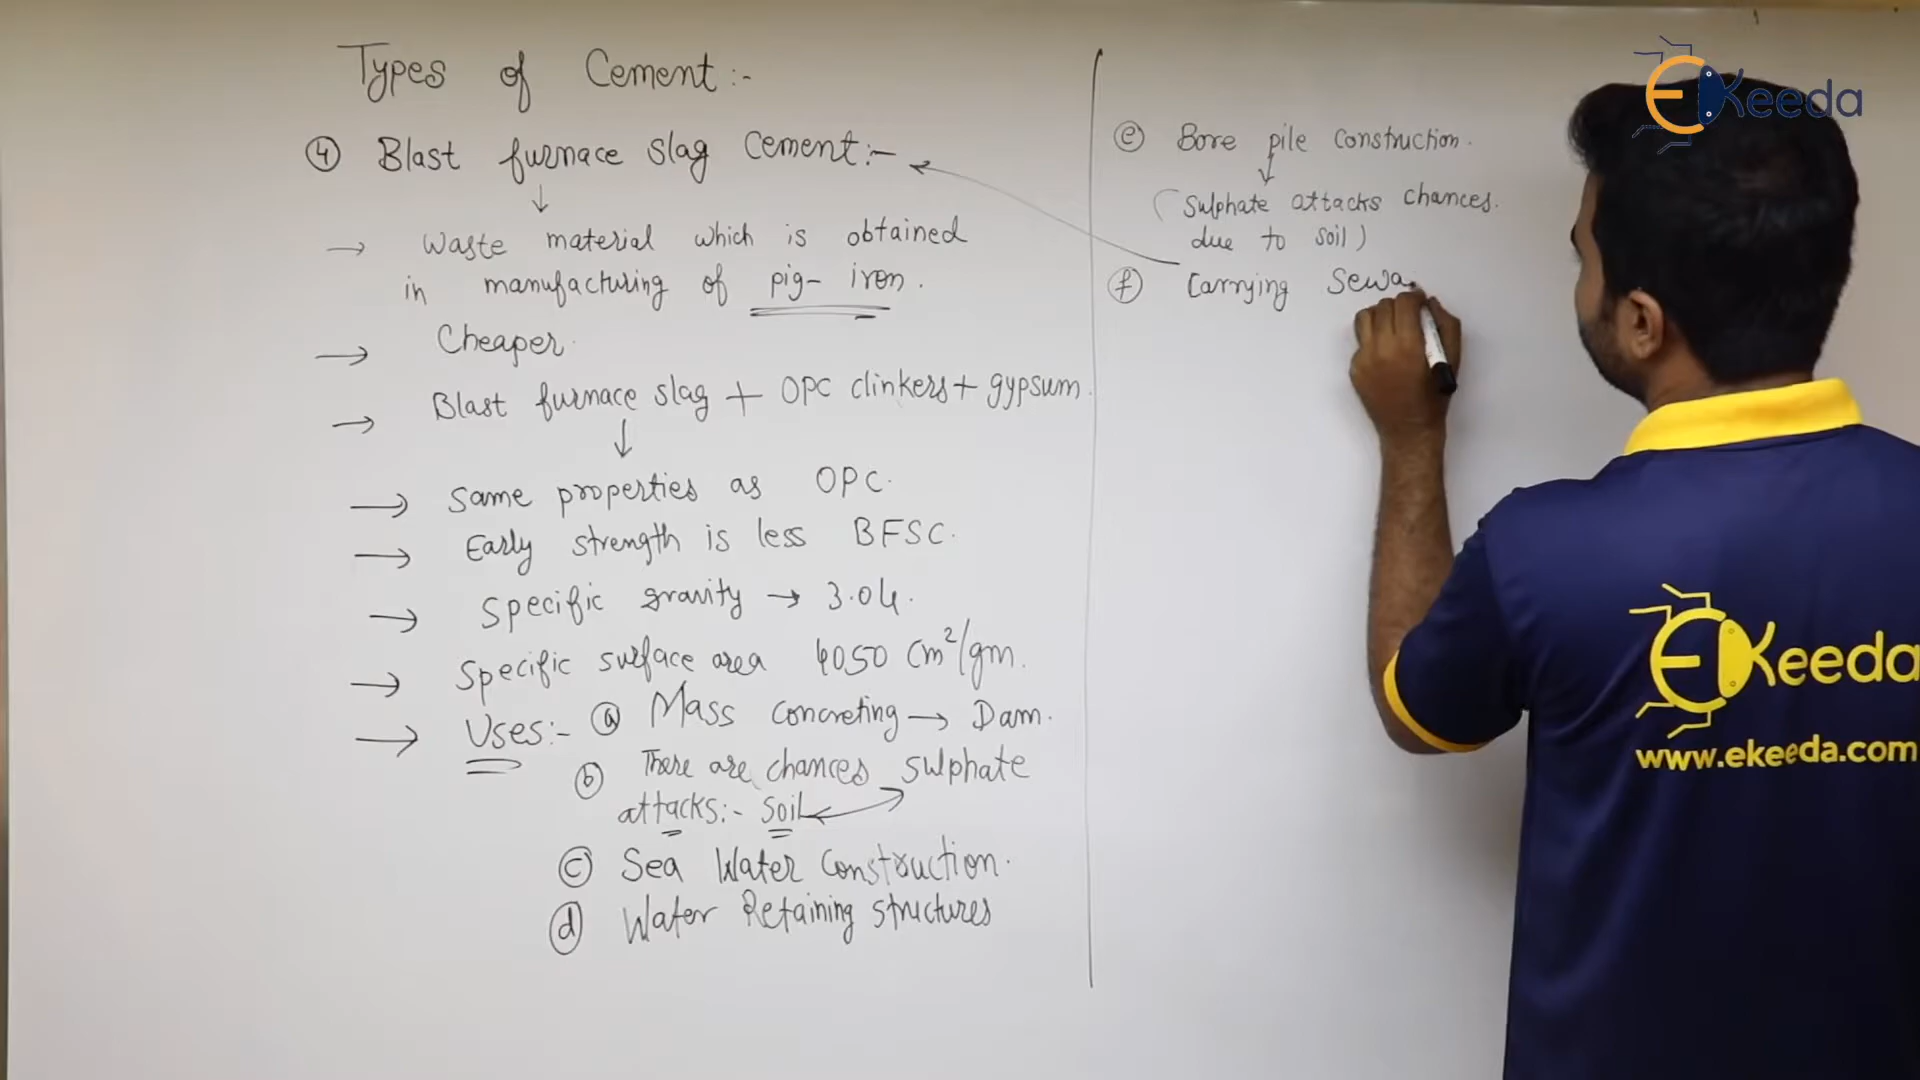 Types of Cement:-
④ Blast furnace slag Cement:-
→ Waste material which is obtained
in manufacturing of pig-iron.
→ Cheaper.
→ Blast furnace slag + OPC clinkers + gypsum.
→ Same properties as OPC.
→ Early strength is less BFSC.
→ Specific gravity → 3.04.
→ Specific surface area 4050 cm²/gm.
→ Uses:- ⓐ Mass concreting → Dam.
ⓑ There are chances sulphate
attacks:- soil
ⓒ Sea Water Construction.
ⓓ Water Retaining structures
ⓔ Bore pile construction.
(Sulphate attacks chances.
due to soil)
ⓕ Carrying Sewa
EKeeda
EKeeda
www.ekeeda.com